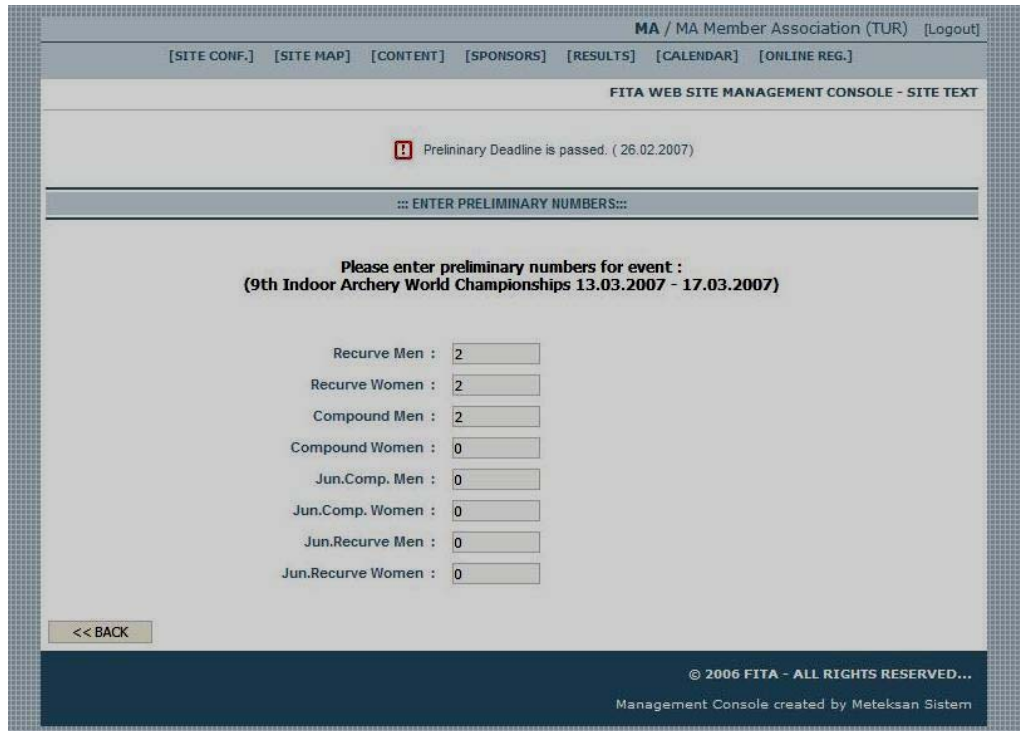 MA / MA Member Association (TUR) [Logout]
[SITE CONF.] [SITE MAP] [CONTENT] [SPONSORS] [RESULTS] [CALENDAR] [ONLINE REG.]
FITA WEB SITE MANAGEMENT CONSOLE - SITE TEXT
Prelininary Deadline is passed. ( 26.02.2007)
::: ENTER PRELIMINARY NUMBERS:::
Please enter preliminary numbers for event :
(9th Indoor Archery World Championships 13.03.2007 - 17.03.2007)
Recurve Men : 2
Recurve Women : 2
Compound Men : 2
Compound Women : 0
Jun.Comp. Men : 0
Jun.Comp. Women : 0
Jun.Recurve Men : 0
Jun.Recurve Women : 0
<< BACK
© 2006 FITA - ALL RIGHTS RESERVED...
Management Console created by Meteksan Sistem